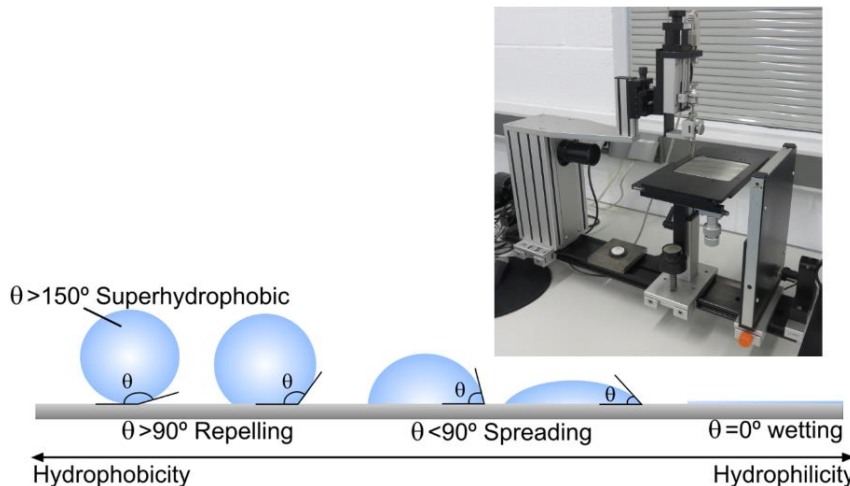 θ>150º Superhydrophobic
θ
θ
θ
θ
θ>90º Repelling
θ<90º Spreading
θ=0º wetting
Hydrophobicity
Hydrophilicity